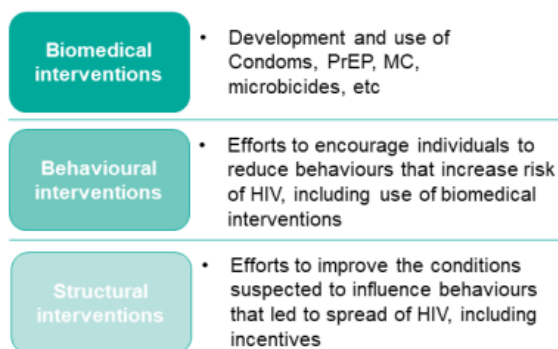 Biomedical
interventions
• Development and use of
Condoms, PrEP, MC,
microbicides, etc
Behavioural
interventions
• Efforts to encourage individuals to
reduce behaviours that increase risk
of HIV, including use of biomedical
interventions
Structural
interventions
• Efforts to improve the conditions
suspected to influence behaviours
that led to spread of HIV, including
incentives